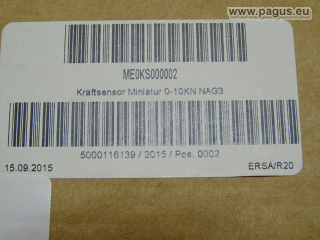 www.pagus.eu
ME0KS000002
Kraftsensor Miniatur 0-10KN NAG3
5000116139 / 2015 / Pos. 0002
15.09.2015
ERSA/R20